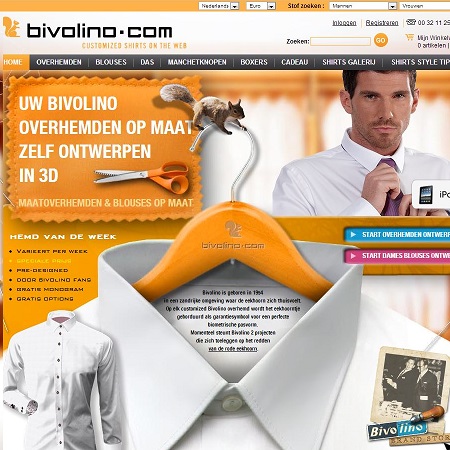 Nederlands
Euro
Stof zoeken :
Mannen
Vrouwen
bivolino.com
CUSTOMIZED SHIRTS ON THE WEB
Inloggen | Registreren
00 32 11 25
Zoeken:
GO
Mijn Winkelw
0 artikelen |
HOME
OVERHEMDEN
BLOUSES
DAS
MANCHETKNOPEN
BOXERS
CADEAU
SHIRTS GALERIJ
SHIRTS STYLE TIP
UW BIVOLINO
OVERHEMDEN OP MAAT
ZELF ONTWERPEN
IN 3D
MAATOVERHEMDEN & BLOUSES OP MAAT
iPo
HEMD VAN DE WEEK
VARIEERT PER WEEK
SPECIALE PRIJS
PRE-DESIGNED
DOOR BIVOLINO FANS
GRATIS MONOGRAM
GRATIS OPTIONS
bivolino.com
START OVERHEMDEN ONTWERP
START DAMES BLOUSES ONTW
Bivolino is geboren in 1954
in een zandrijke omgeving waar de eekhoorn zich thuisvoelt.
Op elk customized Bivolino overhemd wordt het eekhoorntje
geborduurd als garantiesymbool voor een perfecte
biometrische pasvorm.
Momenteel steunt Bivolino 2 projecten
die zich toeleggen op het redden
van de rode eekhoorn.
Bivolino
BRAND STOR